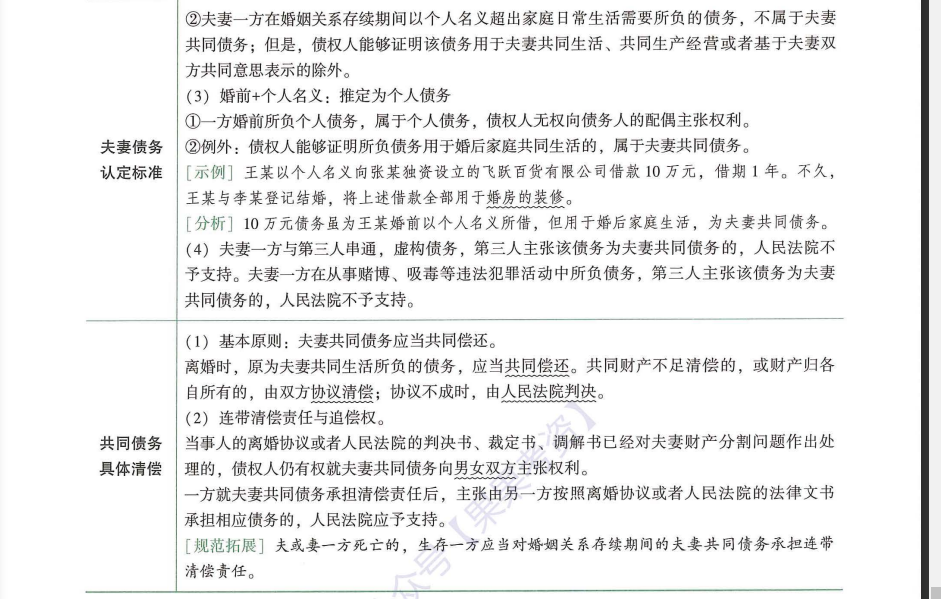 ②夫妻一方在婚姻关系存续期间以个人名义超出家庭日常生活需要所负的债务，不属于夫妻
共同债务；但是，债权人能够证明该债务用于夫妻共同生活、共同生产经营或者基于夫妻双
方共同意思表示的除外。
（3）婚前+个人名义：推定为个人债务
①一方婚前所负个人债务，属于个人债务，债权人无权向债务人的配偶主张权利。
夫妻债务
认定标准
②例外：债权人能够证明所负债务用于婚后家庭共同生活的，属于夫妻共同债务。
［示例］王某以个人名义向张某独资设立的飞跃百货有限公司借款 10 万元，借期 1 年。不久，
王某与李某登记结婚，将上述借款全部用于婚房的装修。
［分析］10 万元债务虽为王某婚前以个人名义所借，但用于婚后家庭生活，为夫妻共同债务。
（4）夫妻一方与第三人串通，虚构债务，第三人主张该债务为夫妻共同债务的，人民法院不
予支持。夫妻一方在从事赌博、吸毒等违法犯罪活动中所负债务，第三人主张该债务为夫妻
共同债务的，人民法院不予支持。
（1）基本原则：夫妻共同债务应当共同偿还。
离婚时，原为夫妻共同生活所负的债务，应当共同偿还。共同财产不足清偿的，或财产归各
自所有的，由双方协议清偿；协议不成时，由人民法院判决。
（2）连带清偿责任与追偿权。
共同债务
具体清偿
当事人的离婚协议或者人民法院的判决书、裁定书、调解书已经对夫妻财产分割问题作出处
理的，债权人仍有权就夫妻共同债务向男女双方主张权利。
一方就夫妻共同债务承担清偿责任后，主张由另一方按照离婚协议或者人民法院的法律文书
承担相应债务的，人民法院应予支持。
［规范拓展］夫或妻一方死亡的，生存一方应当对婚姻关系存续期间的夫妻共同债务承担连带
清偿责任。